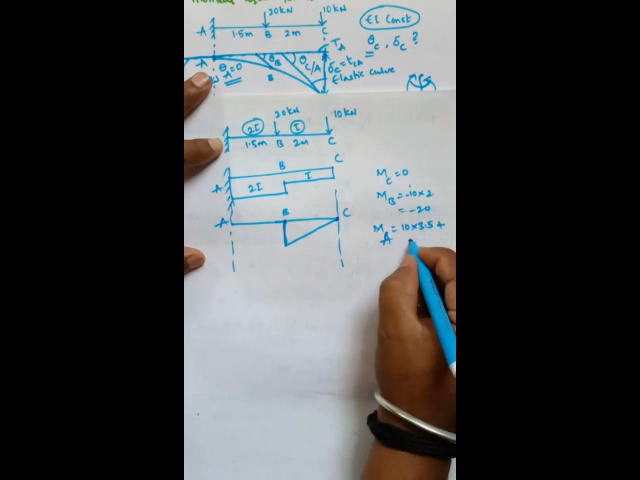 20kN 10kN
EI Const
A 1.5m B 2m C
TA
θC , δC ?
A θA=0 θB θC/A δC=tCA
B Elastic curve
20kN 10kN
2I I
A 1.5m B 2m C
B C
A 2I I
MC=0
MB=-10×2
=-20
A B C
MA=10×3.5+